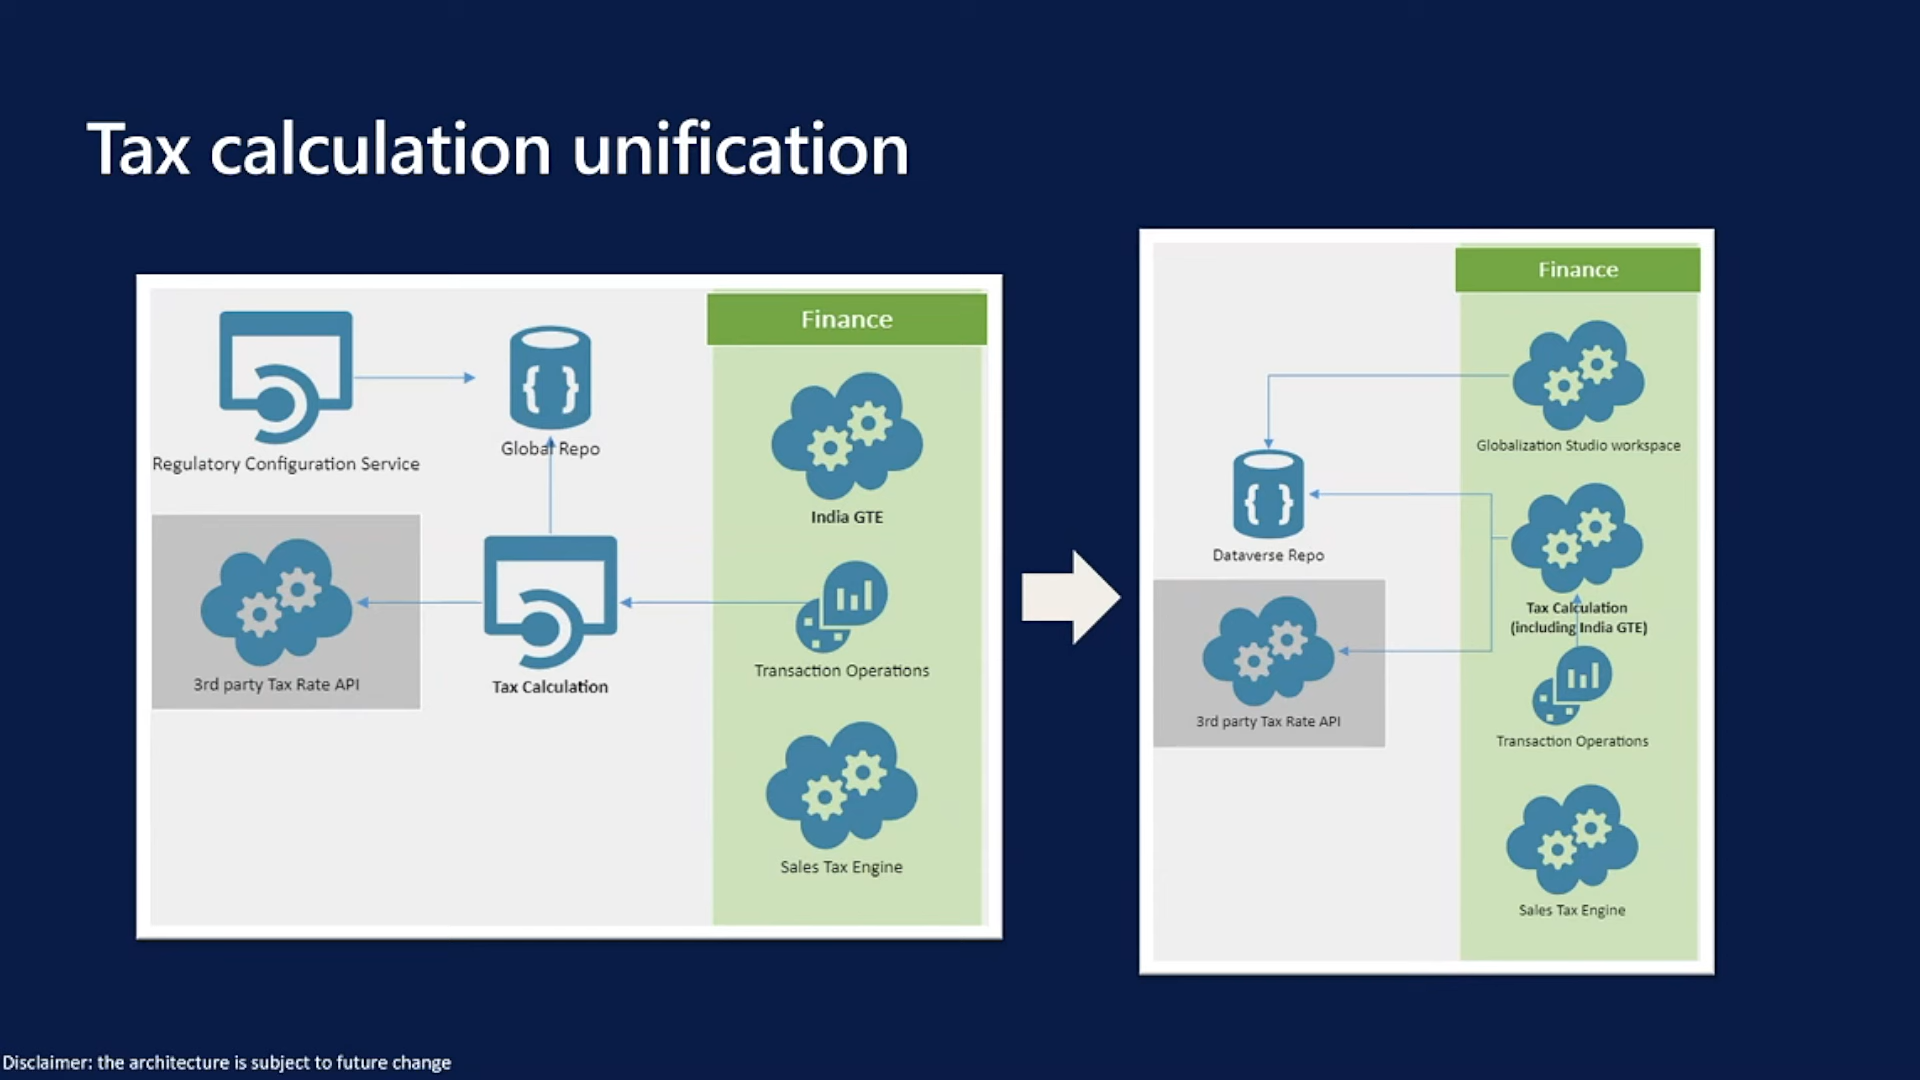 Tax calculation unification
Finance
Regulatory Configuration Service
Global Repo
India GTE
3rd party Tax Rate API
Tax Calculation
Transaction Operations
Sales Tax Engine
Finance
Globalization Studio workspace
Dataverse Repo
Tax Calculation
(including India GTE)
3rd party Tax Rate API
Transaction Operations
Sales Tax Engine
Disclaimer: the architecture is subject to future change